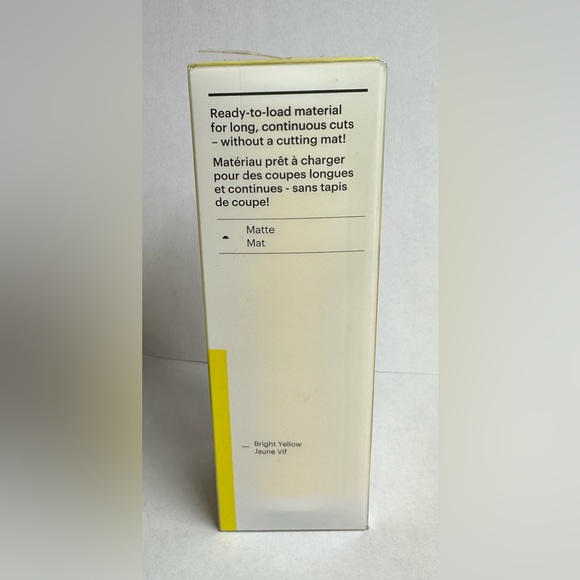 Ready-to-load material
for long, continuous cuts
– without a cutting mat!
Matériau prêt à charger
pour des coupes longues
et continues - sans tapis
de coupe!
Matte
Mat
Bright Yellow
Jaune Vif